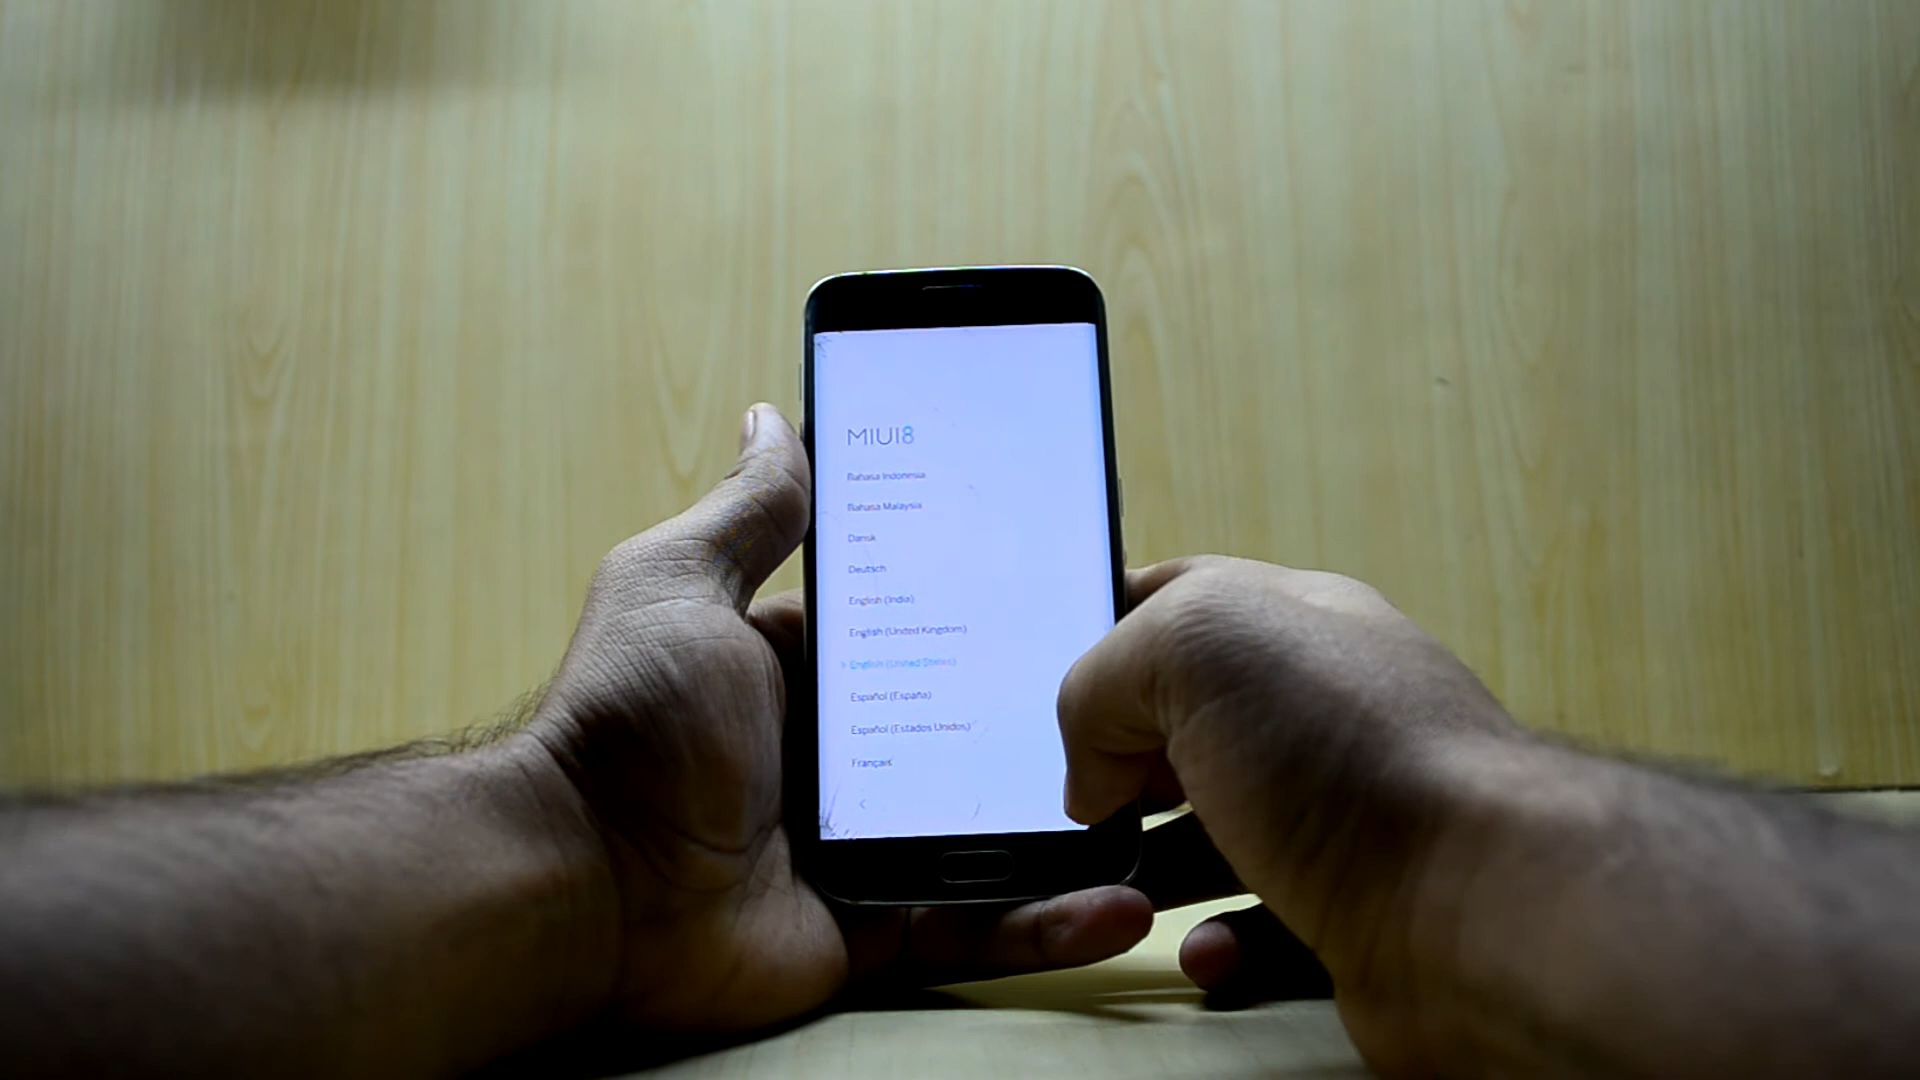 MIUI8
Bahasa Indonesia
Bahasa Malaysia
Dansk
Deutsch
English (India)
English (United Kingdom)
English (United States)
Español (España)
Español (Estados Unidos)
Français